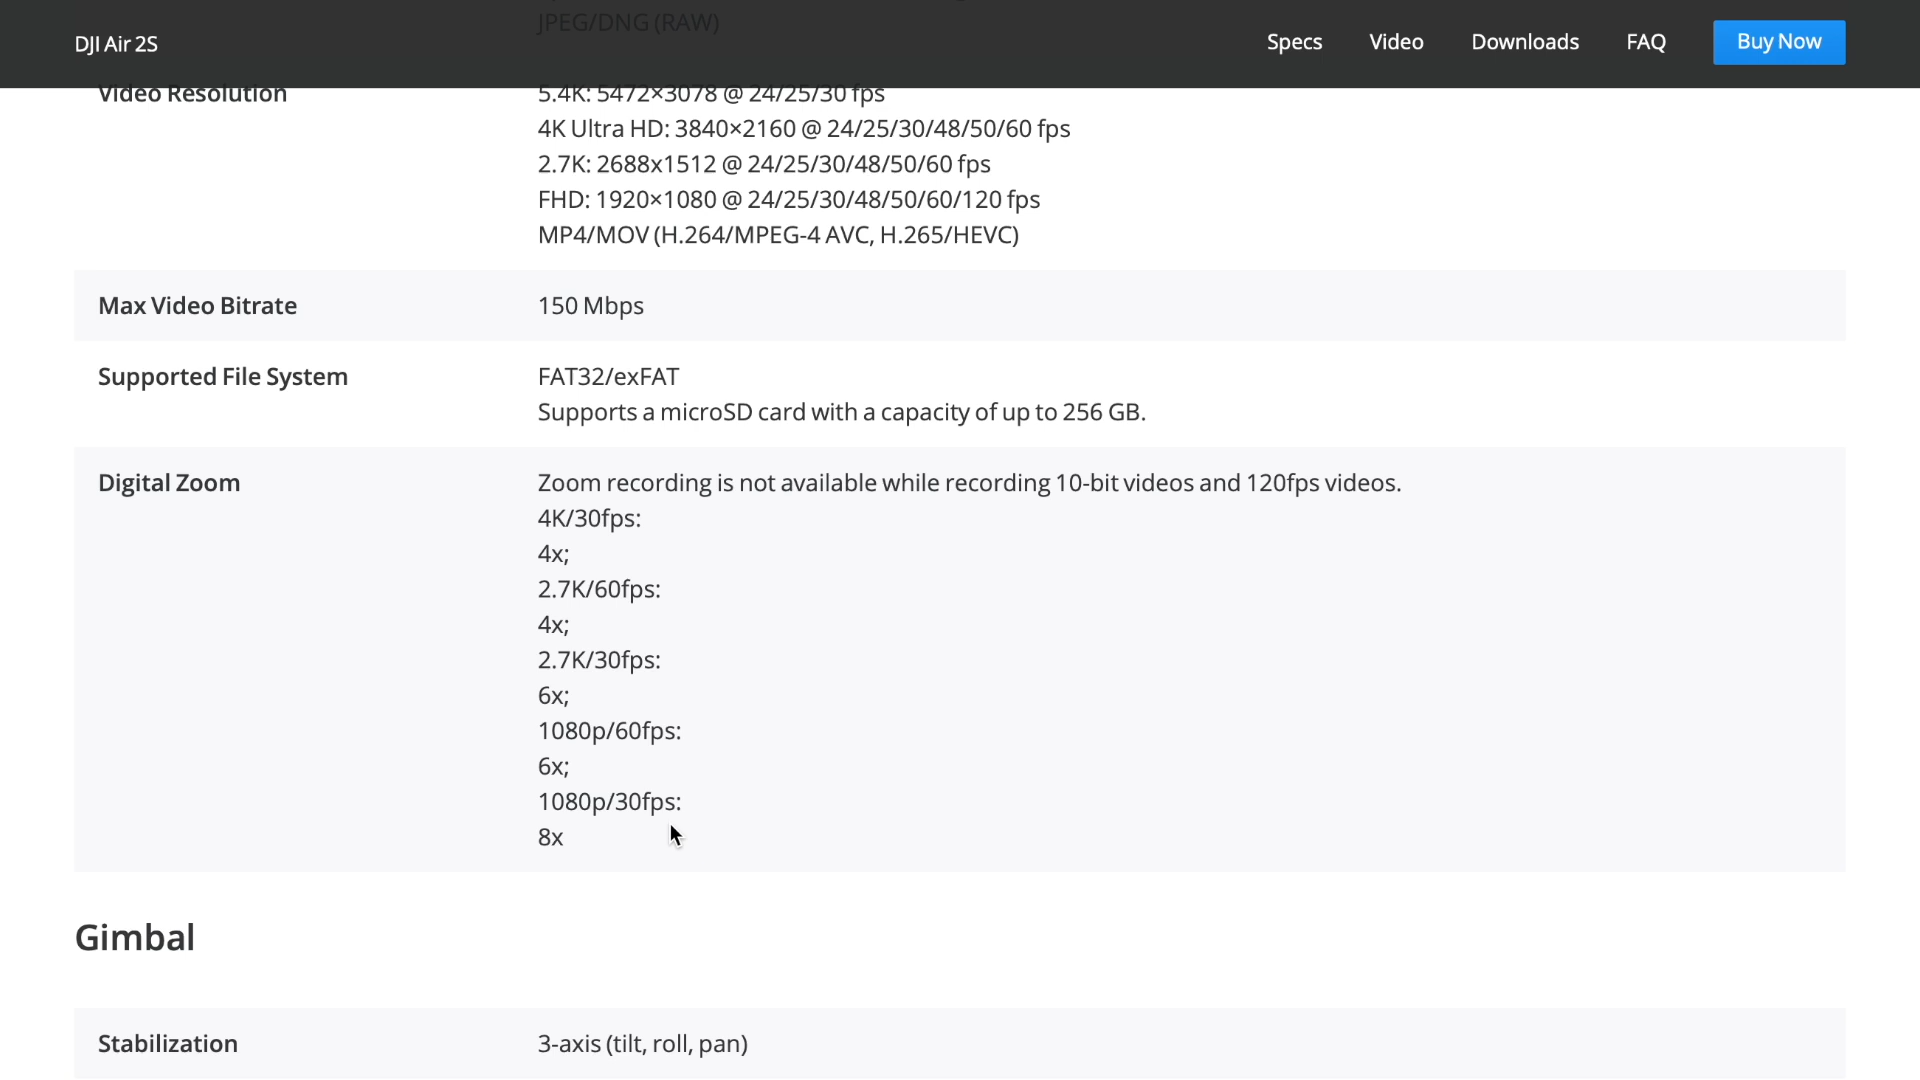 JPEG/DNG (RAW)
DJI Air 2S
Specs
Video
Downloads
FAQ
Buy Now
Video Resolution
5.4K: 5472×3078 @ 24/25/30 fps
4K Ultra HD: 3840×2160 @ 24/25/30/48/50/60 fps
2.7K: 2688x1512 @ 24/25/30/48/50/60 fps
FHD: 1920×1080 @ 24/25/30/48/50/60/120 fps
MP4/MOV (H.264/MPEG-4 AVC, H.265/HEVC)
Max Video Bitrate
150 Mbps
Supported File System
FAT32/exFAT
Supports a microSD card with a capacity of up to 256 GB.
Digital Zoom
Zoom recording is not available while recording 10-bit videos and 120fps videos.
4K/30fps:
4x;
2.7K/60fps:
4x;
2.7K/30fps:
6x;
1080p/60fps:
6x;
1080p/30fps:
8x
Gimbal
Stabilization
3-axis (tilt, roll, pan)